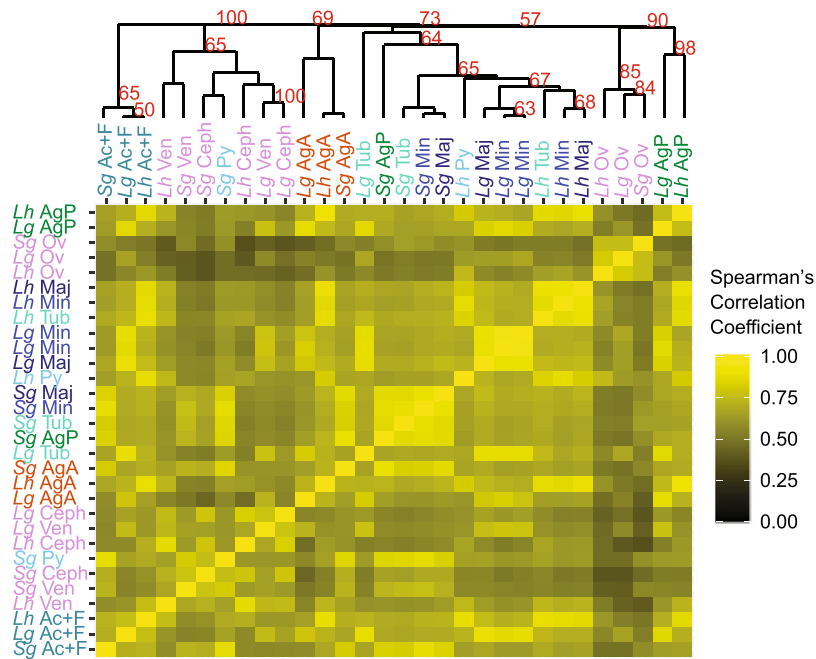 100 69 73 57 90
65 64 98
65 67 85
65 50 100 63 68 84
Sg Ac+F
Lg Ac+F
Lh Ac+F
Lh Ven
Sg Ven
Sg Ceph
Sg Py
Lh Ceph
Lg Ven
Lg Ceph
Lg AgA
Lh AgA
Sg AgA
Lg Tub
Sg AgP
Sg Tub
Sg Min
Sg Maj
Lh Py
Lg Maj
Lg Min
Lg Min
Lh Tub
Lh Min
Lh Maj
Lh Ov
Lg Ov
Sg Ov
Lg AgP
Lh AgP
Lh AgP
Lg AgP
Sg Ov
Lg Ov
Lh Ov
Lh Maj
Lh Min
Lh Tub
Lg Min
Lg Min
Lg Maj
Lh Py
Sg Maj
Sg Min
Sg Tub
Sg AgP
Lg Tub
Sg AgA
Lh AgA
Lg AgA
Lg Ceph
Lg Ven
Lh Ceph
Sg Py
Sg Ceph
Sg Ven
Lh Ven
Lh Ac+F
Lg Ac+F
Sg Ac+F
Spearman's
Correlation
Coefficient
1.00
0.75
0.50
0.25
0.00